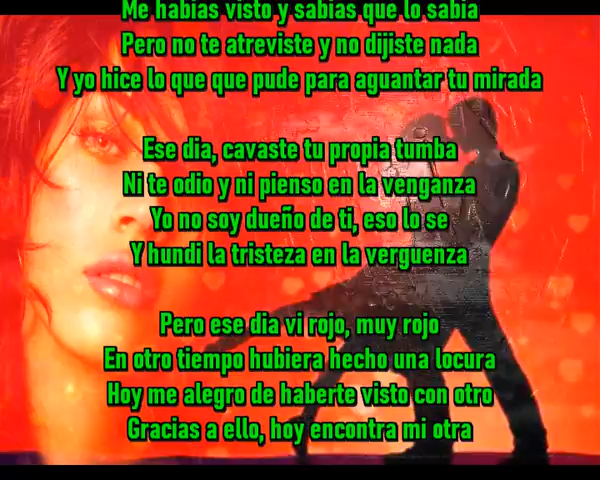 Me habias visto y sabias que lo sabia
Pero no te atreviste y no dijiste nada
Y yo hice lo que que pude para aguantar tu mirada
Ese dia, cavaste tu propia tumba
Ni te odio y ni pienso en la venganza
Yo no soy dueño de ti, eso lo se
Y hundi la tristeza en la verguenza
Pero ese dia vi rojo, muy rojo
En otro tiempo hubiera hecho una locura
Hoy me alegro de haberte visto con otro
Gracias a ello, hoy encontra mi otra